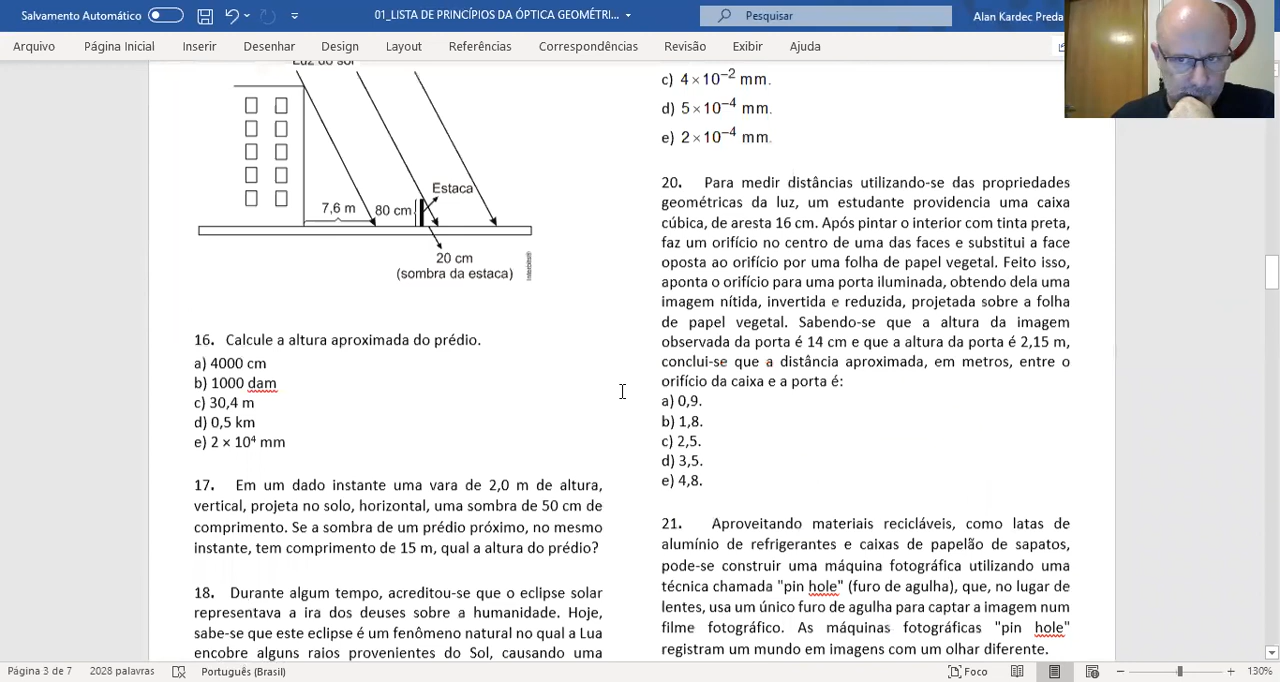 Salvamento Automático
01_LISTA DE PRINCÍPIOS DA ÓPTICA GEOMÉTRI...
Pesquisar
Alan Kardec Preda
Arquivo
Página Inicial
Inserir
Desenhar
Design
Layout
Referências
Correspondências
Revisão
Exibir
Ajuda
Luz do sol
Estaca
7,6 m
80 cm
20 cm
(sombra da estaca)
16. Calcule a altura aproximada do prédio.
a) 4000 cm
b) 1000 dam
c) 30,4 m
d) 0,5 km
e) 2 × 10⁴ mm
17. Em um dado instante uma vara de 2,0 m de altura,
vertical, projeta no solo, horizontal, uma sombra de 50 cm de
comprimento. Se a sombra de um prédio próximo, no mesmo
instante, tem comprimento de 15 m, qual a altura do prédio?
18. Durante algum tempo, acreditou-se que o eclipse solar
representava a ira dos deuses sobre a humanidade. Hoje,
sabe-se que este eclipse é um fenômeno natural no qual a Lua
encobre alguns raios provenientes do Sol, causando uma
c) 4×10⁻² mm.
d) 5×10⁻⁴ mm.
e) 2×10⁻⁴ mm.
20. Para medir distâncias utilizando-se das propriedades
geométricas da luz, um estudante providencia uma caixa
cúbica, de aresta 16 cm. Após pintar o interior com tinta preta,
faz um orifício no centro de uma das faces e substitui a face
oposta ao orifício por uma folha de papel vegetal. Feito isso,
aponta o orifício para uma porta iluminada, obtendo dela uma
imagem nítida, invertida e reduzida, projetada sobre a folha
de papel vegetal. Sabendo-se que a altura da imagem
observada da porta é 14 cm e que a altura da porta é 2,15 m,
conclui-se que a distância aproximada, em metros, entre o
orifício da caixa e a porta é:
a) 0,9.
b) 1,8.
c) 2,5.
d) 3,5.
e) 4,8.
21. Aproveitando materiais recicláveis, como latas de
alumínio de refrigerantes e caixas de papelão de sapatos,
pode-se construir uma máquina fotográfica utilizando uma
técnica chamada "pin hole" (furo de agulha), que, no lugar de
lentes, usa um único furo de agulha para captar a imagem num
filme fotográfico. As máquinas fotográficas "pin hole"
registram um mundo em imagens com um olhar diferente.
Página 3 de 7
2028 palavras
Português (Brasil)
Foco
130%